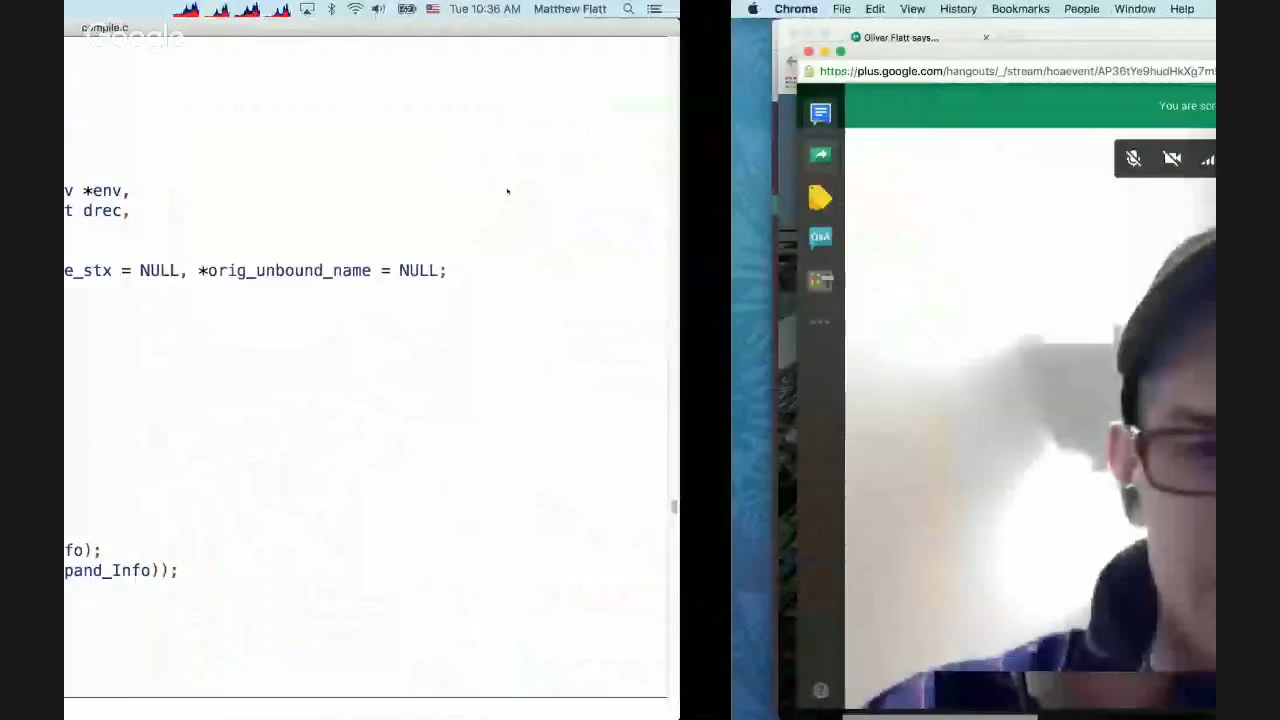 Tue 10:36 AM Matthew Flatt
compile.c
Google
v *env,
t drec,
e_stx = NULL, *orig_unbound_name = NULL;
fo);
pand_Info));
Chrome File Edit View History Bookmarks People Window Help
Oliver Flatt says...
https://plus.google.com/hangouts/_/stream/hoaevent/AP36tYe9hudHkXg7m
You are scr
Q&A